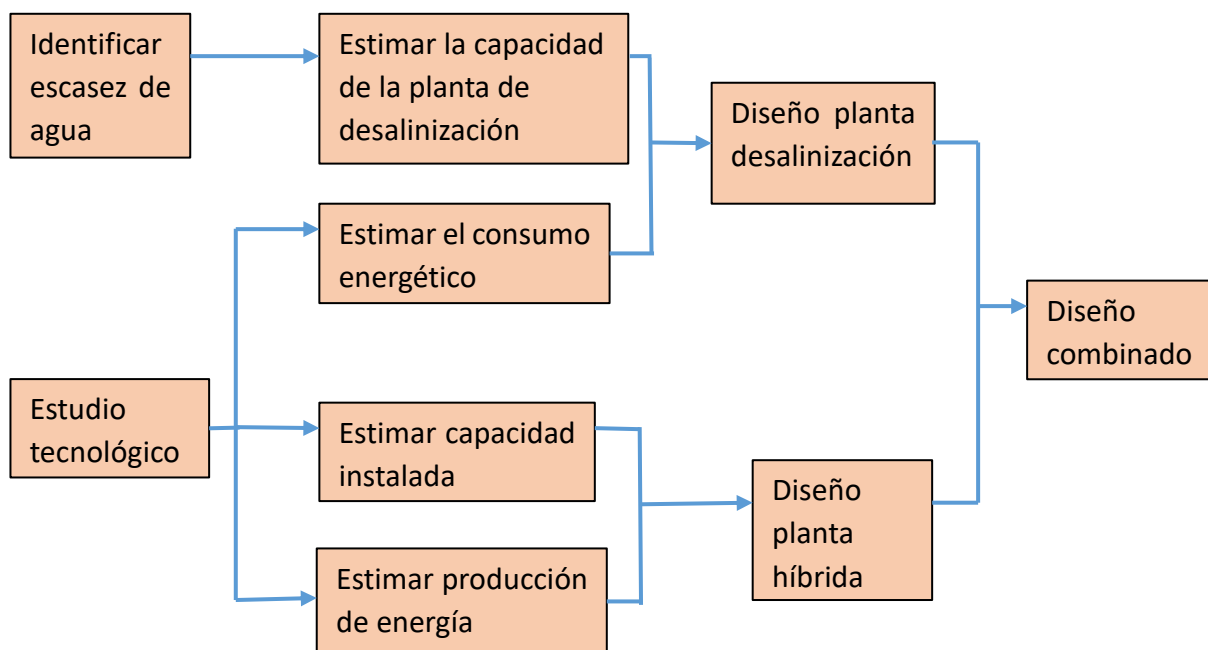 Identificar
escasez de
agua
Estimar la capacidad
de la planta de
desalinización
Diseño planta
desalinización
Estimar el consumo
energético
Diseño
combinado
Estudio
tecnológico
Estimar capacidad
instalada
Diseño
planta
híbrida
Estimar producción
de energía